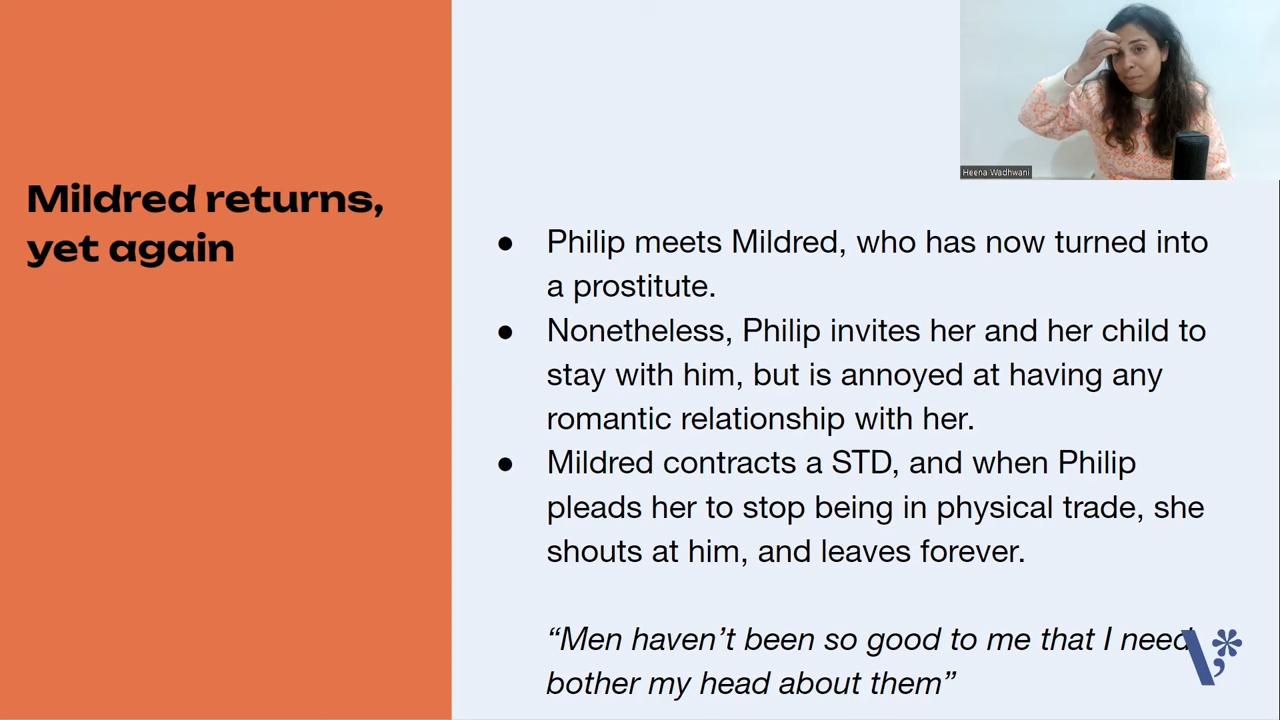 Heena Wadhwani
Mildred returns,
yet again
● Philip meets Mildred, who has now turned into
a prostitute.
● Nonetheless, Philip invites her and her child to
stay with him, but is annoyed at having any
romantic relationship with her.
● Mildred contracts a STD, and when Philip
pleads her to stop being in physical trade, she
shouts at him, and leaves forever.
“Men haven’t been so good to me that I need
bother my head about them”